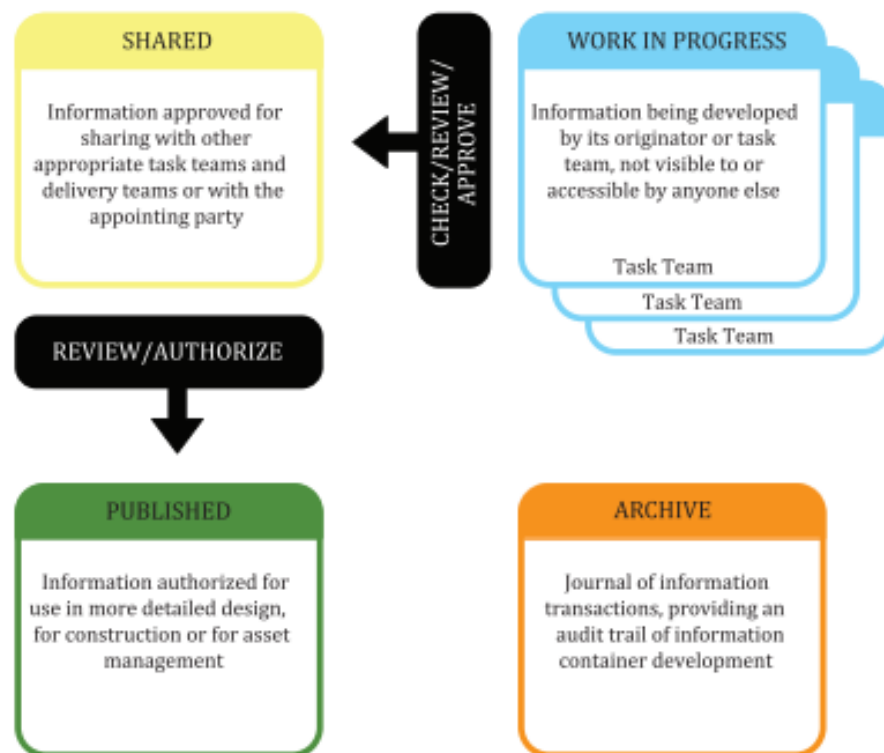 SHARED
Information approved for
sharing with other
appropriate task teams and
delivery teams or with the
appointing party
CHECK/REVIEW/
APPROVE
WORK IN PROGRESS
Information being developed
by its originator or task
team, not visible to or
accessible by anyone else
Task Team
Task Team
Task Team
REVIEW/AUTHORIZE
PUBLISHED
Information authorized for
use in more detailed design,
for construction or for asset
management
ARCHIVE
Journal of information
transactions, providing an
audit trail of information
container development